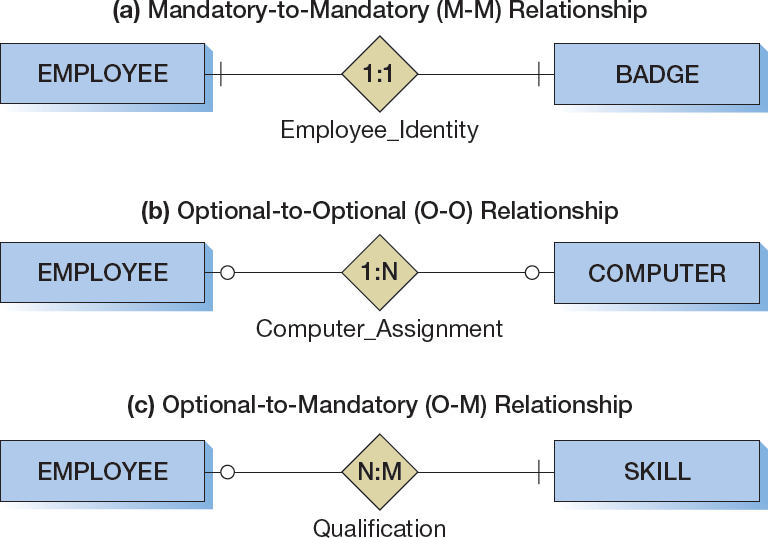 (a) Mandatory-to-Mandatory (M-M) Relationship
EMPLOYEE 1:1 BADGE
Employee_Identity
(b) Optional-to-Optional (O-O) Relationship
EMPLOYEE 1:N COMPUTER
Computer_Assignment
(c) Optional-to-Mandatory (O-M) Relationship
EMPLOYEE N:M SKILL
Qualification